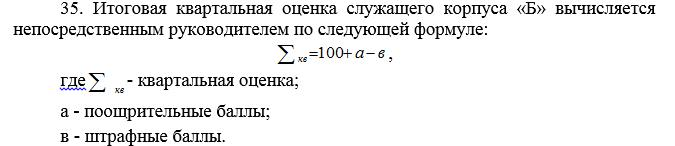 35. Итоговая квартальная оценка служащего корпуса «Б» вычисляется
непосредственным руководителем по следующей формуле:
∑кв=100+а−в,
где∑ кв - квартальная оценка;
а - поощрительные баллы;
в - штрафные баллы.